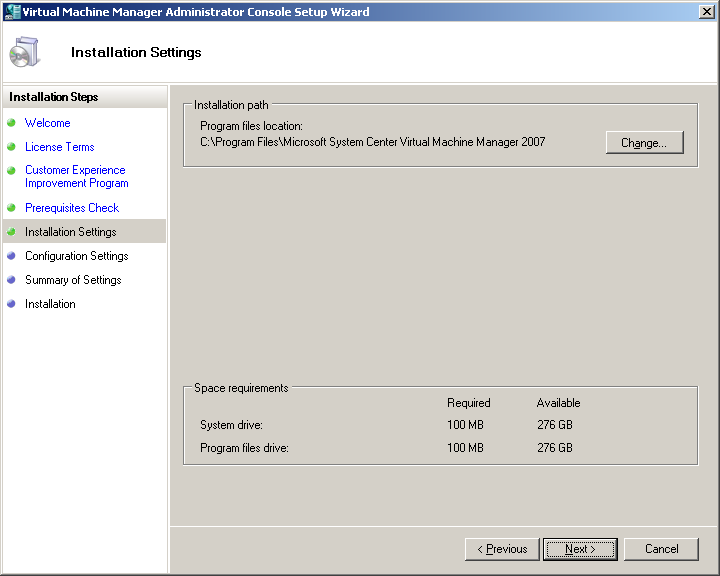 Virtual Machine Manager Administrator Console Setup Wizard
Installation Settings
Installation Steps
Welcome
License Terms
Customer Experience
Improvement Program
Prerequisites Check
Installation Settings
Configuration Settings
Summary of Settings
Installation
Installation path
Program files location:
C:\Program Files\Microsoft System Center Virtual Machine Manager 2007
Change...
Space requirements
Required Available
System drive: 100 MB 276 GB
Program files drive: 100 MB 276 GB
< Previous Next > Cancel